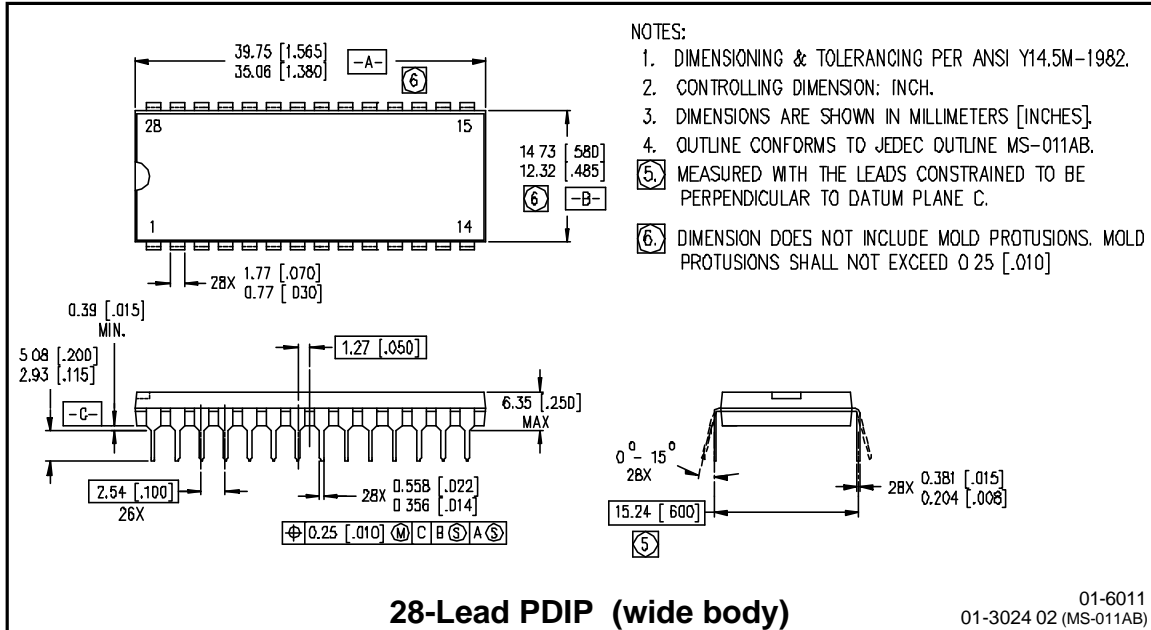 39.75 [1.565]
35.06 [1.380]
-A-
6
28
15
1
14
14 73 [.580]
12.32 [.485]
6
-B-
28X
1.77 [.070]
0.77 [ 030]
NOTES:
1. DIMENSIONING & TOLERANCING PER ANSI Y14.5M-1982.
2. CONTROLLING DIMENSION: INCH.
3. DIMENSIONS ARE SHOWN IN MILLIMETERS [INCHES].
4. OUTLINE CONFORMS TO JEDEC OUTLINE MS-011AB.
5. MEASURED WITH THE LEADS CONSTRAINED TO BE
PERPENDICULAR TO DATUM PLANE C.
6. DIMENSION DOES NOT INCLUDE MOLD PROTUSIONS. MOLD
PROTUSIONS SHALL NOT EXCEED 0 25 [.010]
0.39 [.015]
MIN.
5 08 [.200]
2.93 [.115]
-C-
1.27 [.050]
6.35 [.250]
MAX
2.54 [.100]
26X
28X
0.558 [.022]
0 356 [.014]
⌖ 0.25 [.010] Ⓜ C B Ⓢ A Ⓢ
0° - 15°
28X
15.24 [ 600]
5
28X
0.381 [.015]
0.204 [.008]
28-Lead PDIP (wide body)
01-6011
01-3024 02 (MS-011AB)